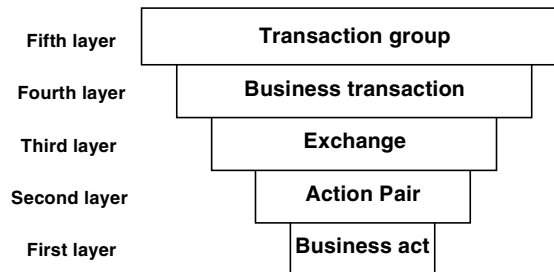 Fifth layer Transaction group
Fourth layer Business transaction
Third layer Exchange
Second layer Action Pair
First layer Business act